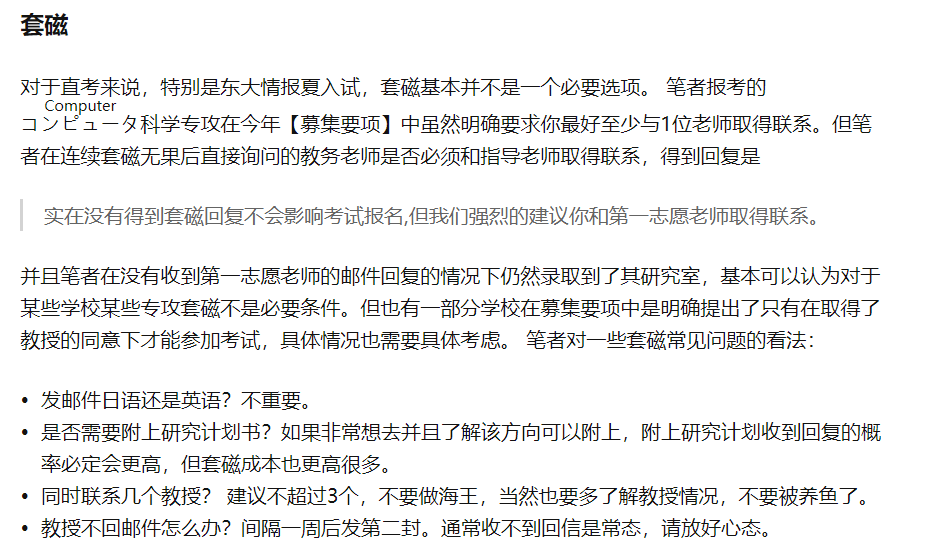 套磁
对于直考来说，特别是东大情报夏入试，套磁基本并不是一个必要选项。 笔者报考的
Computer
コンピュータ科学专攻在今年【募集要项】中虽然明确要求你最好至少与1位老师取得联系。但笔
者在连续套磁无果后直接询问的教务老师是否必须和指导老师取得联系，得到回复是
实在没有得到套磁回复不会影响考试报名,但我们强烈的建议你和第一志愿老师取得联系。
并且笔者在没有收到第一志愿老师的邮件回复的情况下仍然录取到了其研究室，基本可以认为对于
某些学校某些专攻套磁不是必要条件。但也有一部分学校在募集要项中是明确提出了只有在取得了
教授的同意下才能参加考试，具体情况也需要具体考虑。 笔者对一些套磁常见问题的看法：
• 发邮件日语还是英语？不重要。
• 是否需要附上研究计划书？如果非常想去并且了解该方向可以附上，附上研究计划收到回复的概
率必定会更高，但套磁成本也更高很多。
• 同时联系几个教授？ 建议不超过3个，不要做海王，当然也要多了解教授情况，不要被养鱼了。
• 教授不回邮件怎么办？间隔一周后发第二封。通常收不到回信是常态，请放好心态。